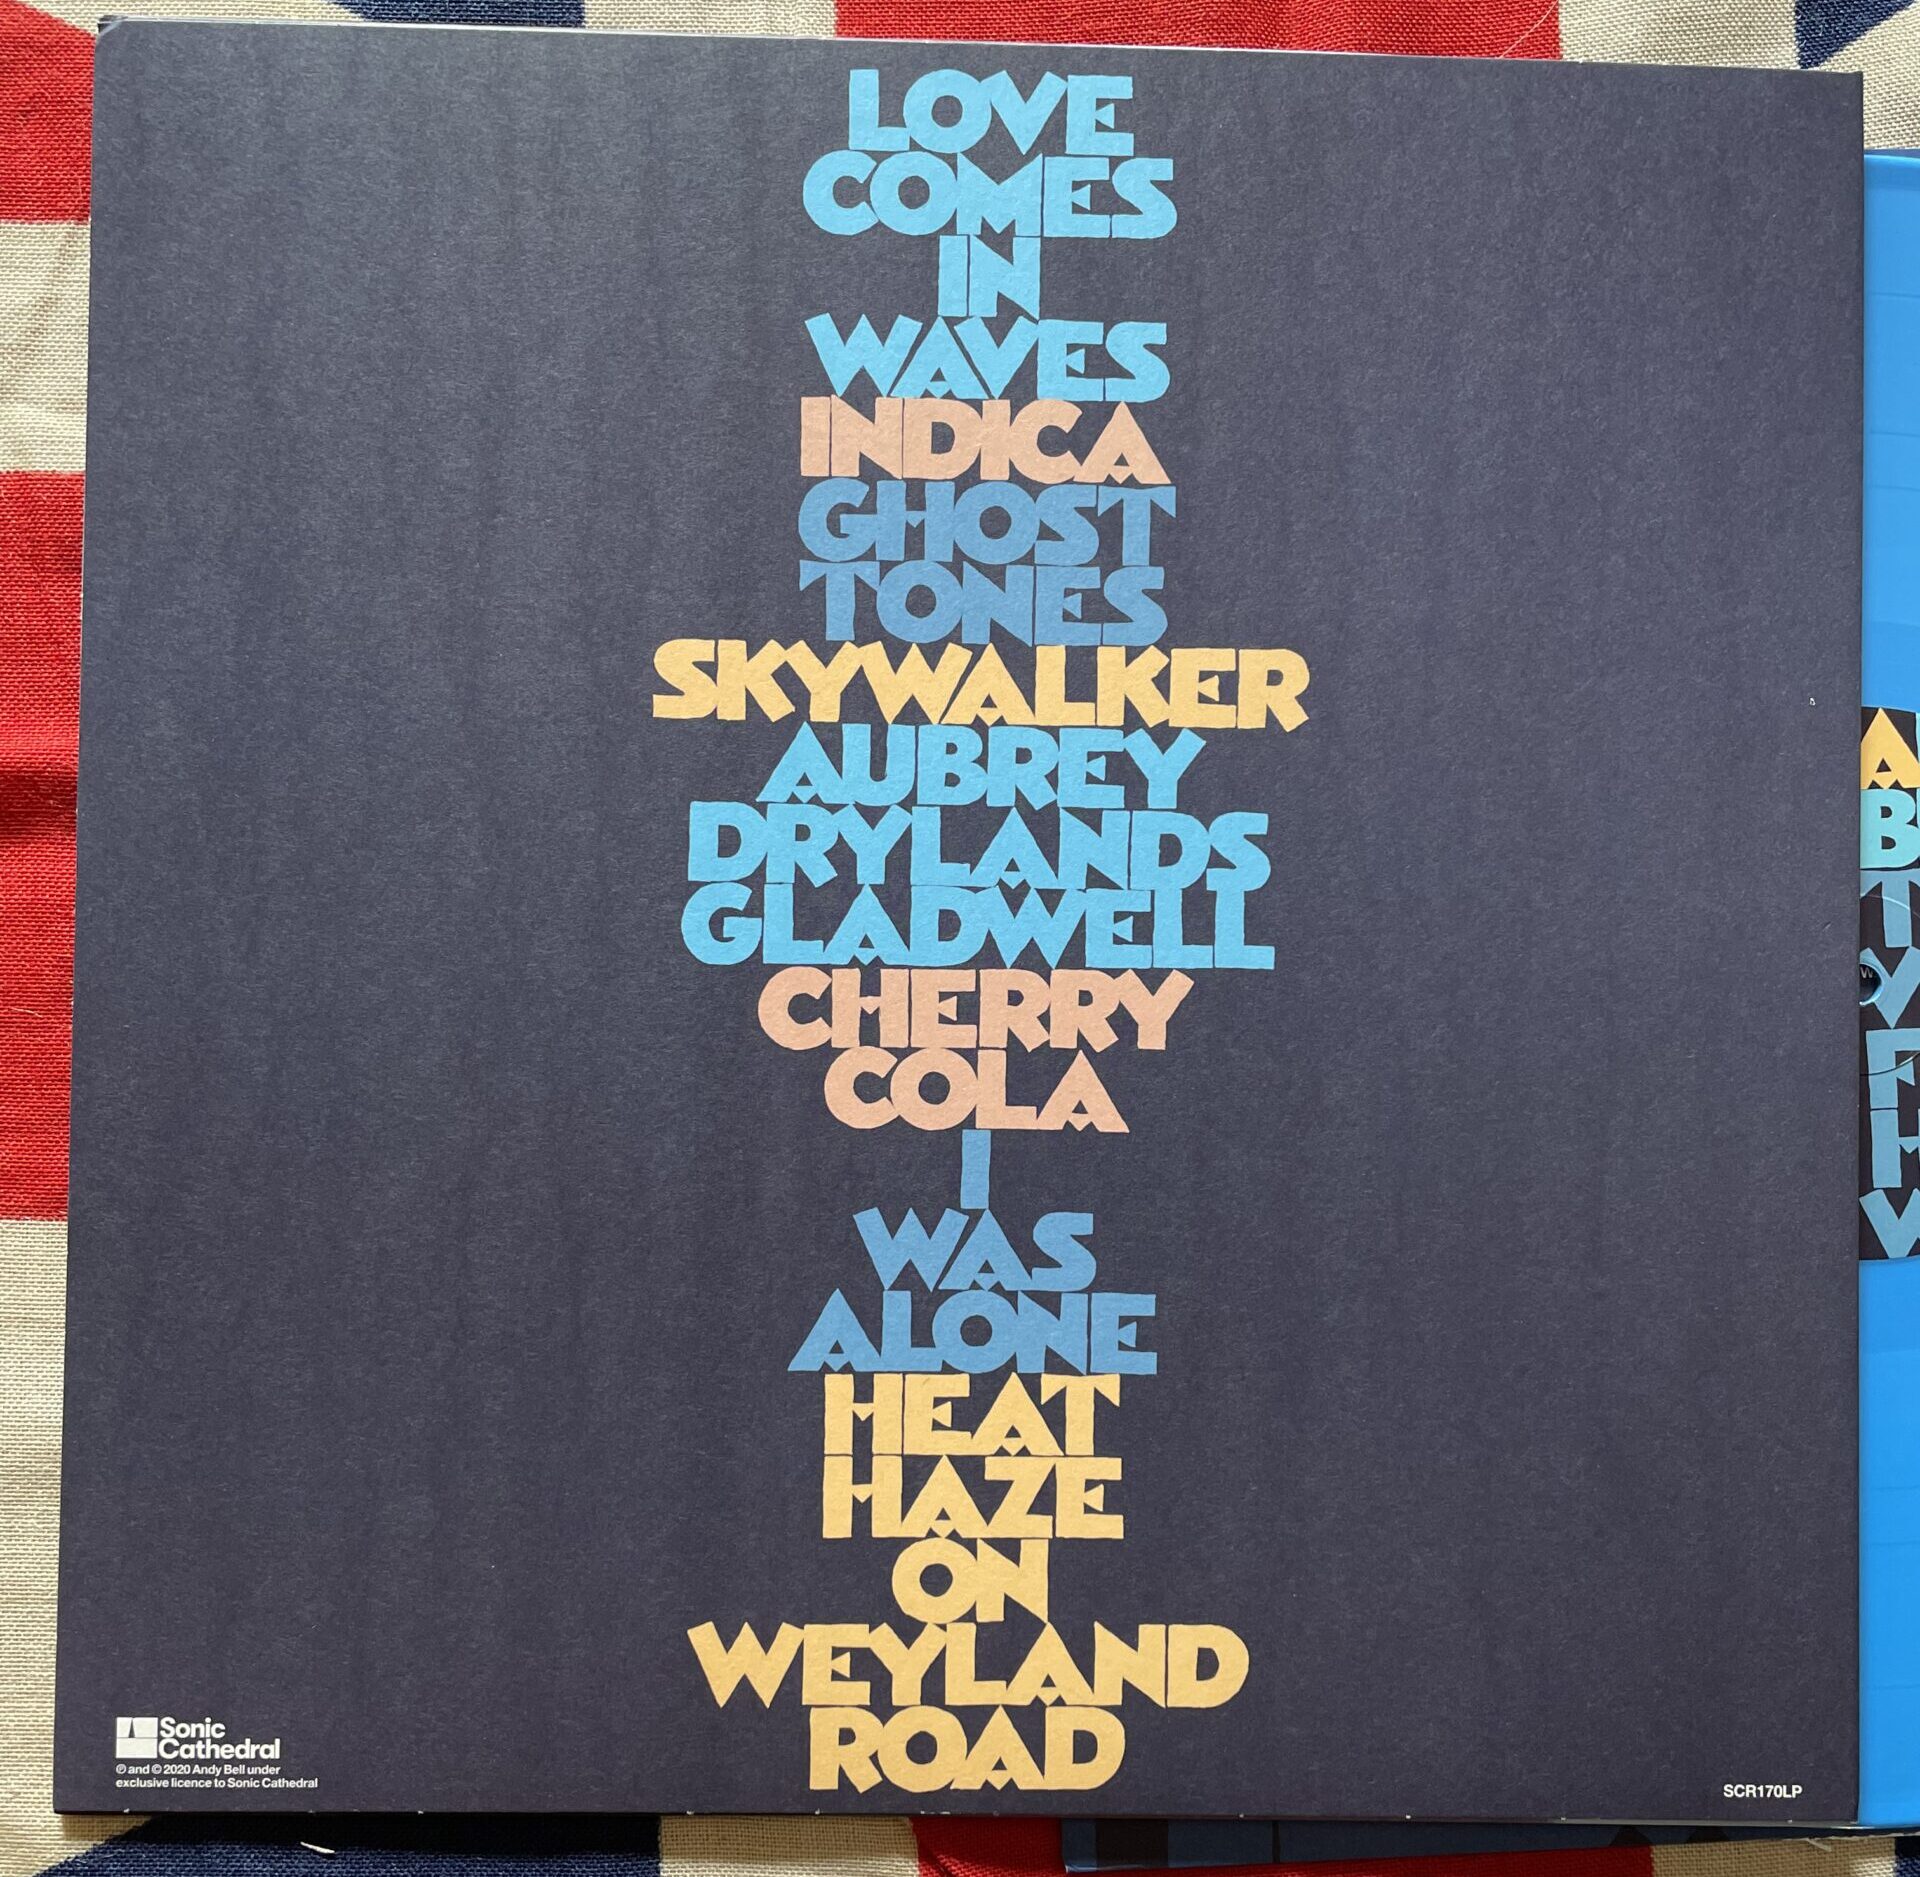 LOVE
COMES
IN
WAVES
INDICA
GHOST
TONES
SKYWALKER
AUBREY
DRYLANDS
GLADWELL
CHERRY
COLA
I
WAS
ALONE
HEAT
HAZE
ON
WEYLAND
ROAD
Sonic
Cathedral
℗ and © 2020 Andy Bell under
exclusive licence to Sonic Cathedral
SCR170LP